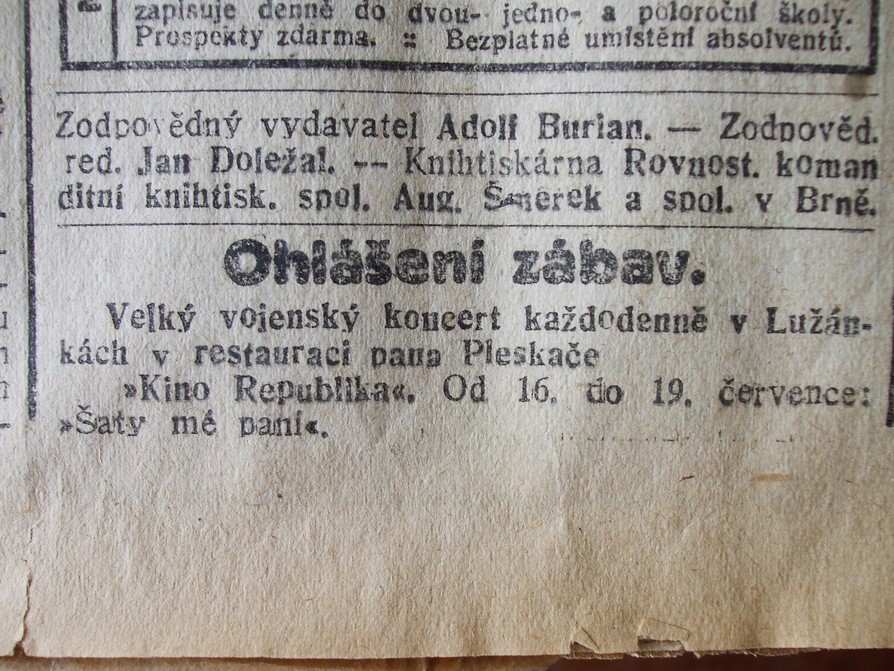 zapisuje denně do dvou- jedno- a poloroční školy.
Prospekty zdarma. :: Bezplatné umístění absolventů.
Zodpovědný vydavatel Adolf Burian. — Zodpověd.
red. Jan Doležal. — Knihtiskárna Rovnost. koman
ditní knihtisk. spol. Aug. Šmerek a spol. v Brně.
Ohlášení zábav.
Velký vojenský koncert každodenně v Lužán-
kách v restauraci pana Pleskače
»Kino Republika«. Od 16. do 19. července:
»Šaty mé paní«.